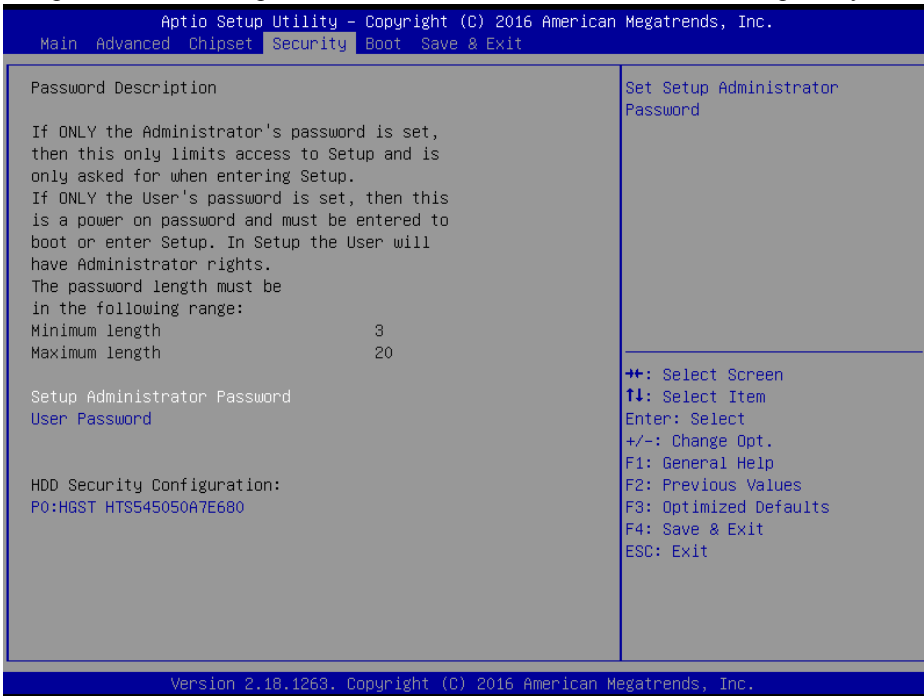 Aptio Setup Utility – Copyright (C) 2016 American Megatrends, Inc.
Main Advanced Chipset Security Boot Save & Exit
Password Description
If ONLY the Administrator's password is set,
then this only limits access to Setup and is
only asked for when entering Setup.
If ONLY the User's password is set, then this
is a power on password and must be entered to
boot or enter Setup. In Setup the User will
have Administrator rights.
The password length must be
in the following range:
Minimum length 3
Maximum length 20
Setup Administrator Password
User Password
HDD Security Configuration:
P0:HGST HTS545050A7E680
Set Setup Administrator
Password
→←: Select Screen
↑↓: Select Item
Enter: Select
+/-: Change Opt.
F1: General Help
F2: Previous Values
F3: Optimized Defaults
F4: Save & Exit
ESC: Exit
Version 2.18.1263. Copyright (C) 2016 American Megatrends, Inc.